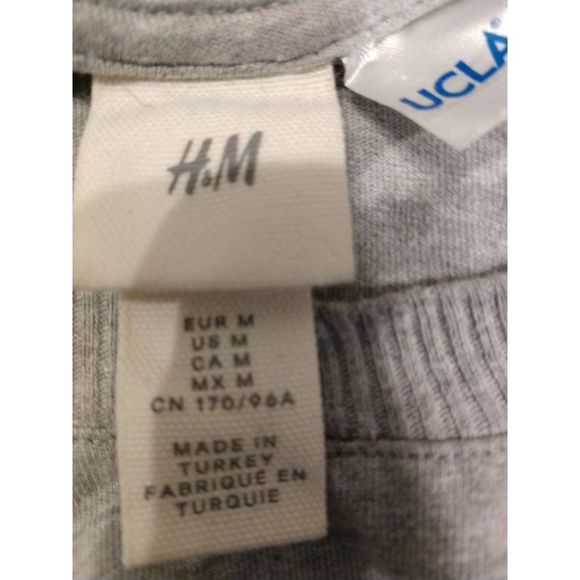 H&M
UCLA
EUR M
US M
CA M
MX M
CN 170/96A
MADE IN
TURKEY
FABRIQUÉ EN
TURQUIE